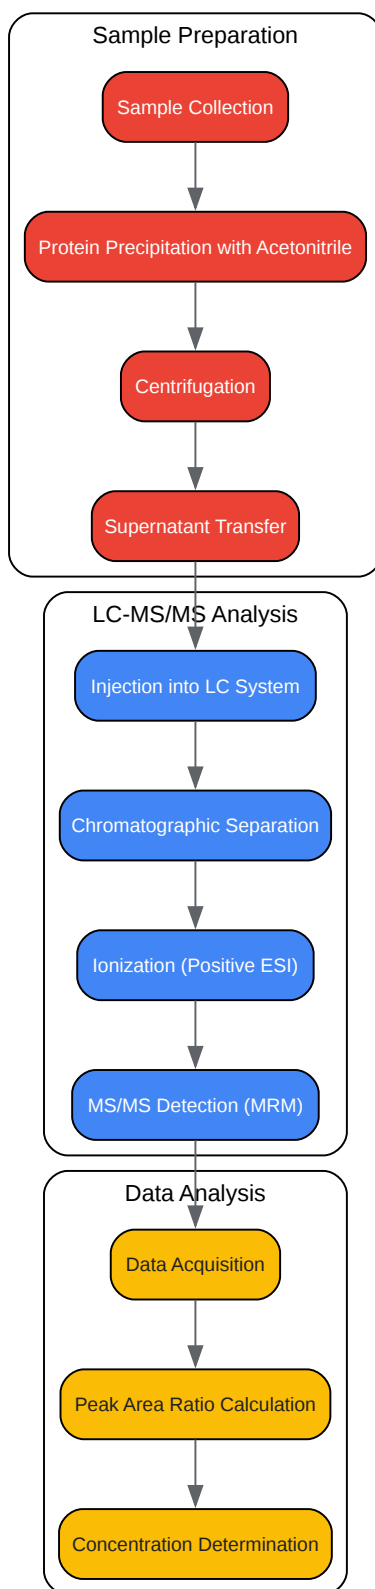 Sample Preparation
Sample Collection
Protein Precipitation with Acetonitrile
Centrifugation
Supernatant Transfer
LC-MS/MS Analysis
Injection into LC System
Chromatographic Separation
Ionization (Positive ESI)
MS/MS Detection (MRM)
Data Analysis
Data Acquisition
Peak Area Ratio Calculation
Concentration Determination